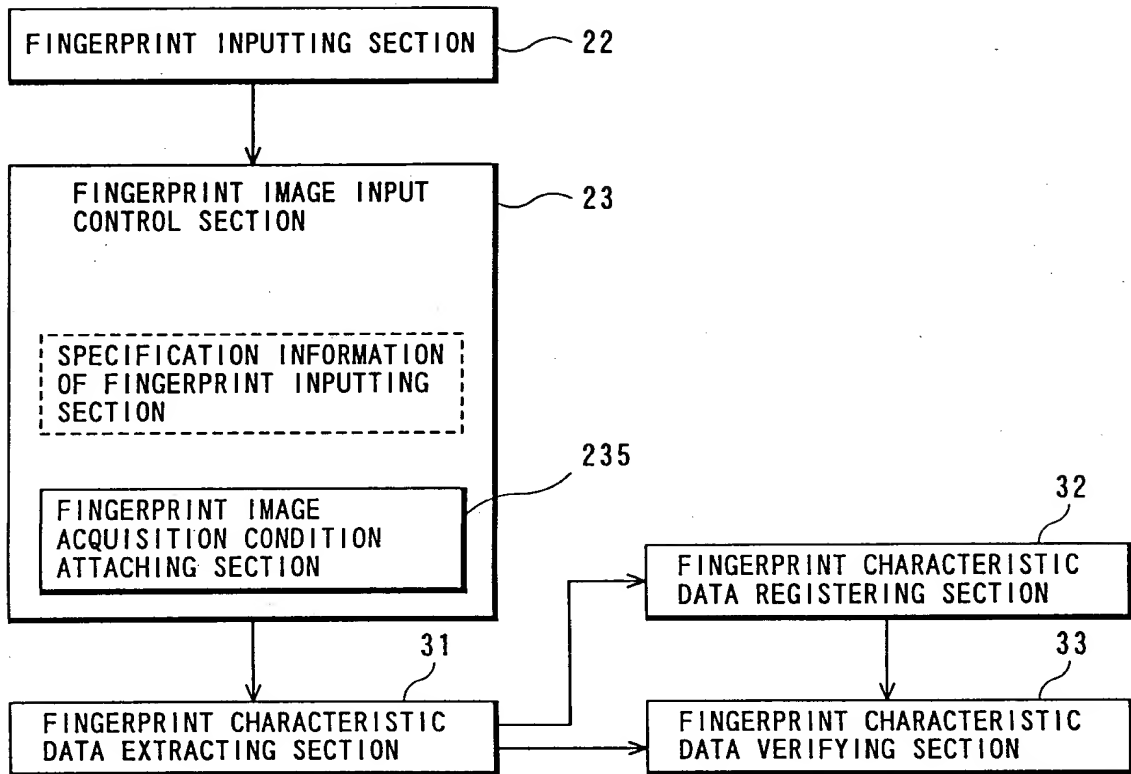 FINGERPRINT INPUTTING SECTION
22
FINGERPRINT IMAGE INPUT
CONTROL SECTION
23
SPECIFICATION INFORMATION
OF FINGERPRINT INPUTTING
SECTION
235
FINGERPRINT IMAGE
ACQUISITION CONDITION
ATTACHING SECTION
32
FINGERPRINT CHARACTERISTIC
DATA REGISTERING SECTION
31
FINGERPRINT CHARACTERISTIC
DATA EXTRACTING SECTION
33
FINGERPRINT CHARACTERISTIC
DATA VERIFYING SECTION